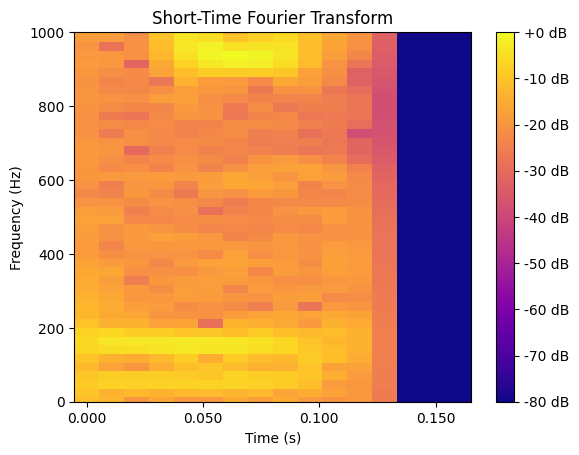 Short-Time Fourier Transform
Frequency (Hz)
1000
800
600
400
200
0
0.000
0.050
0.100
0.150
Time (s)
+0 dB
-10 dB
-20 dB
-30 dB
-40 dB
-50 dB
-60 dB
-70 dB
-80 dB